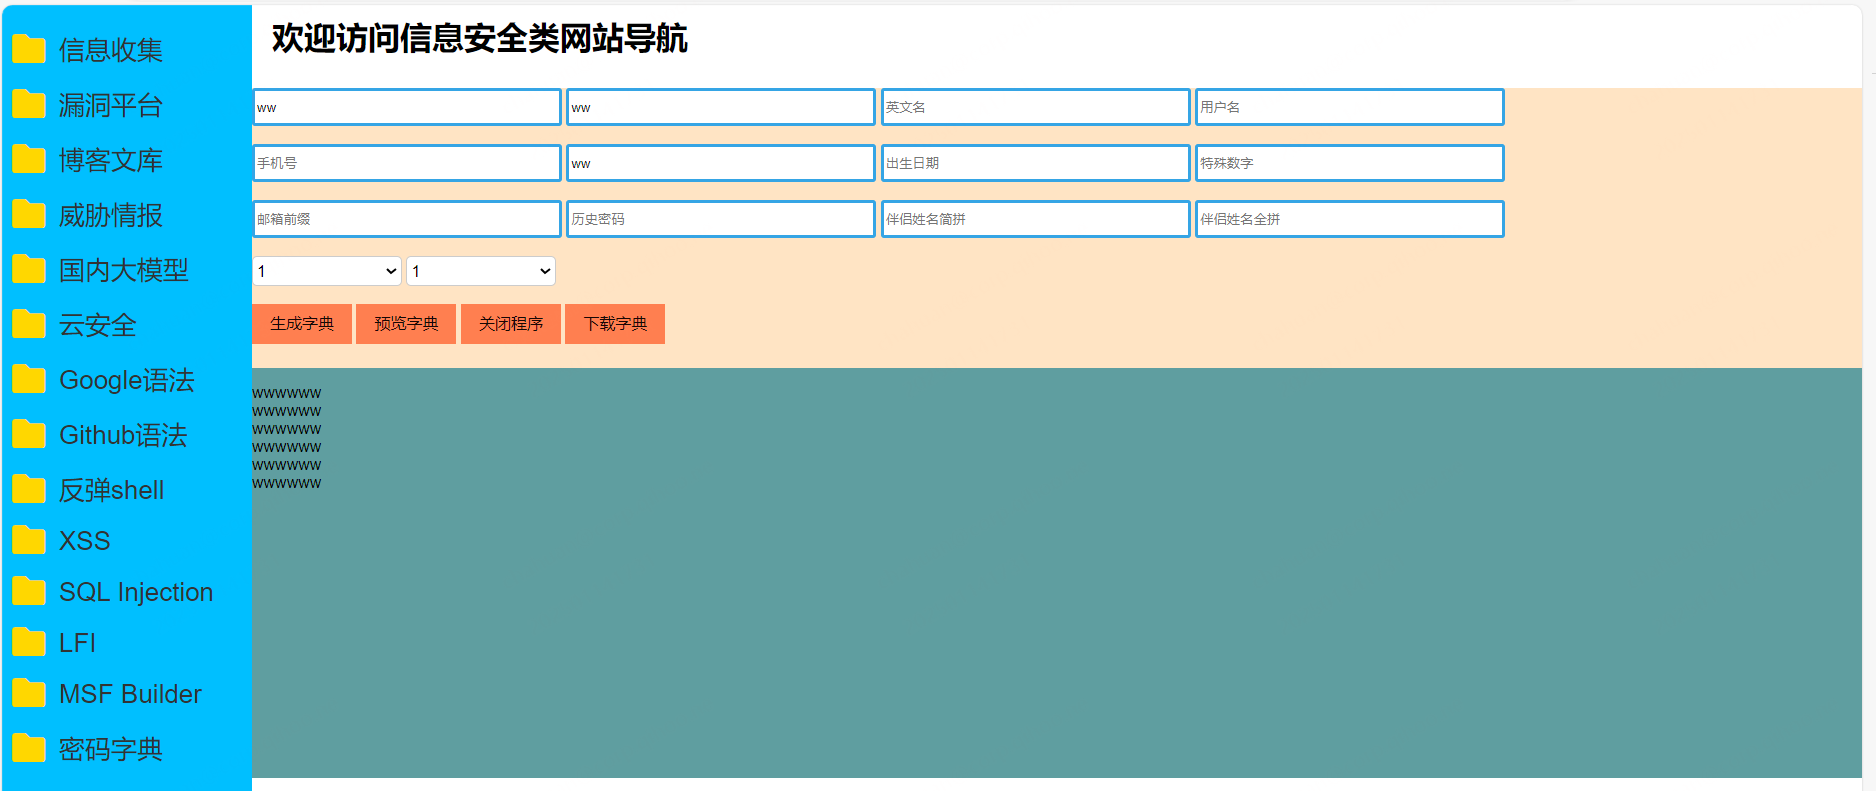 信息收集
漏洞平台
博客文库
威胁情报
国内大模型
云安全
Google语法
Github语法
反弹shell
XSS
SQL Injection
LFI
MSF Builder
密码字典
欢迎访问信息安全类网站导航
ww ww 英文名 用户名
手机号 ww 出生日期 特殊数字
邮箱前缀 历史密码 伴侣姓名简拼 伴侣姓名全拼
1 1
生成字典 预览字典 关闭程序 下载字典
wwwwww
wwwwww
wwwwww
wwwwww
wwwwww
wwwwww